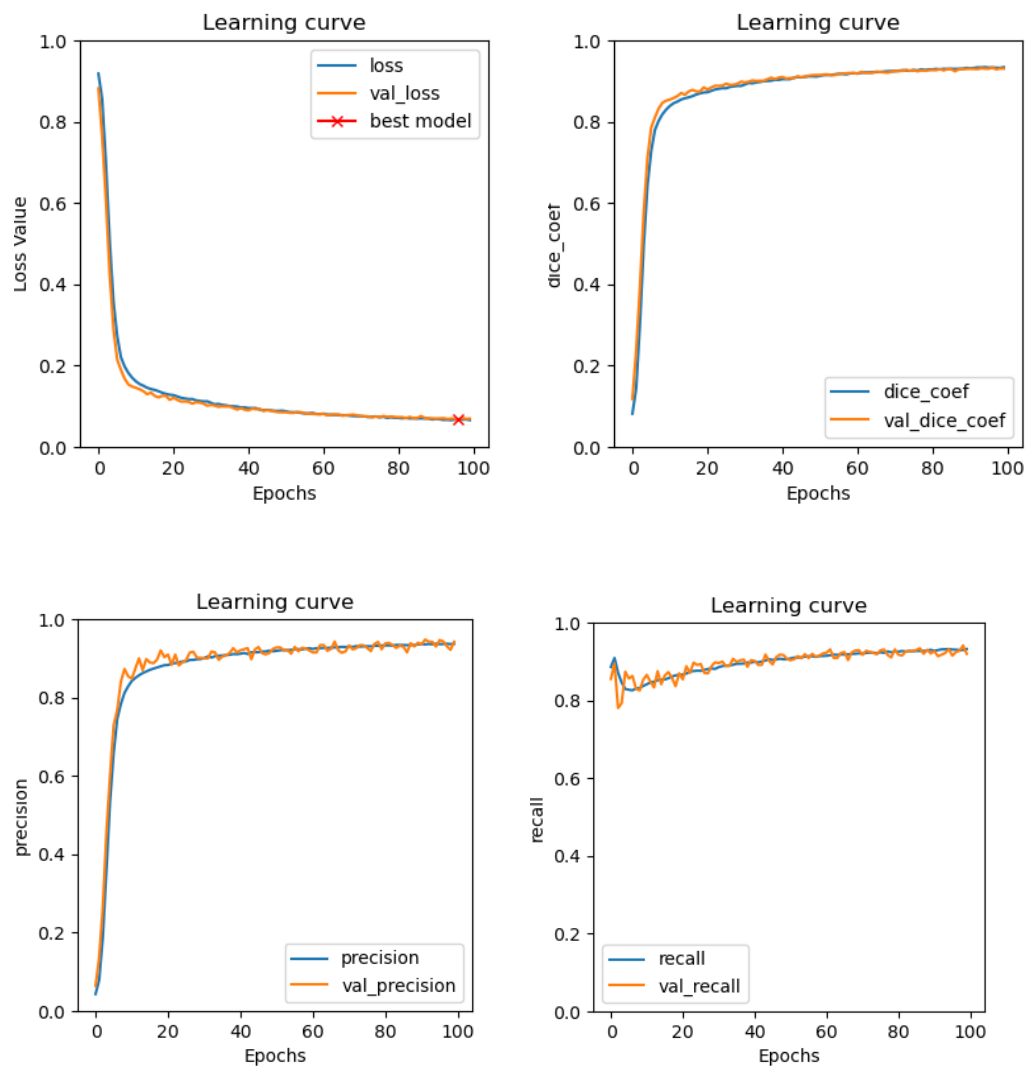 Learning curve
1.0
0.8
0.6
0.4
0.2
0.0
Loss Value
loss
val_loss
best model
0 20 40 60 80 100
Epochs
Learning curve
1.0
0.8
0.6
0.4
0.2
0.0
dice_coef
dice_coef
val_dice_coef
0 20 40 60 80 100
Epochs
Learning curve
1.0
0.8
0.6
0.4
0.2
0.0
precision
precision
val_precision
0 20 40 60 80 100
Epochs
Learning curve
1.0
0.8
0.6
0.4
0.2
0.0
recall
recall
val_recall
0 20 40 60 80 100
Epochs